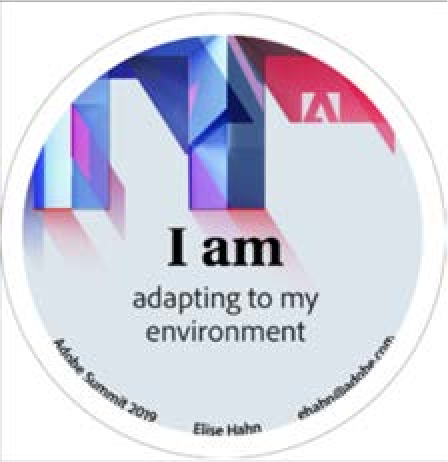 I am
adapting to my
environment
Adobe Summit 2019
Elise Hahn
ehahn@adobe.com